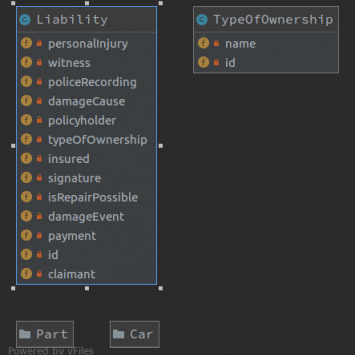 Liability
personalInjury
witness
policeRecording
damageCause
policyholder
typeOfOwnership
insured
signature
isRepairPossible
damageEvent
payment
id
claimant
TypeOfOwnership
name
id
Part
Car
Powered by yFiles